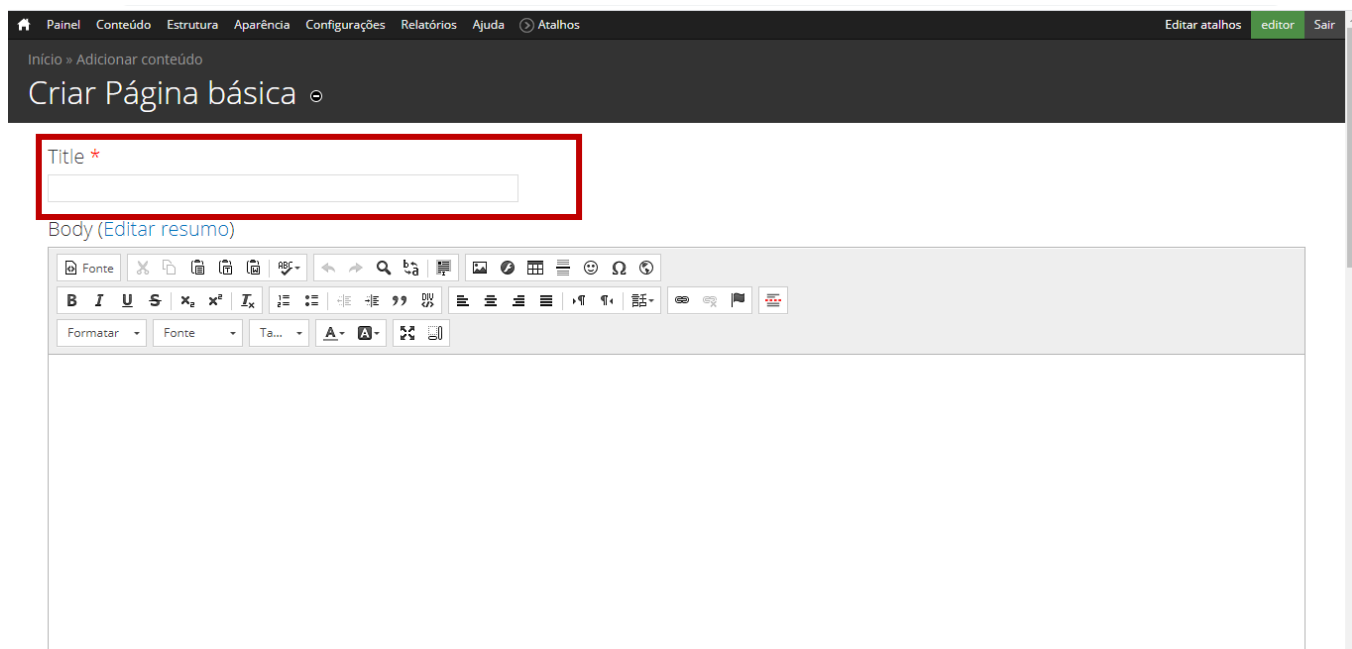 Painel Conteúdo Estrutura Aparência Configurações Relatórios Ajuda Atalhos Editar atalhos editor Sair
Início » Adicionar conteúdo
Criar Página básica
Title *
Body (Editar resumo)
Fonte
Formatar Fonte Ta...